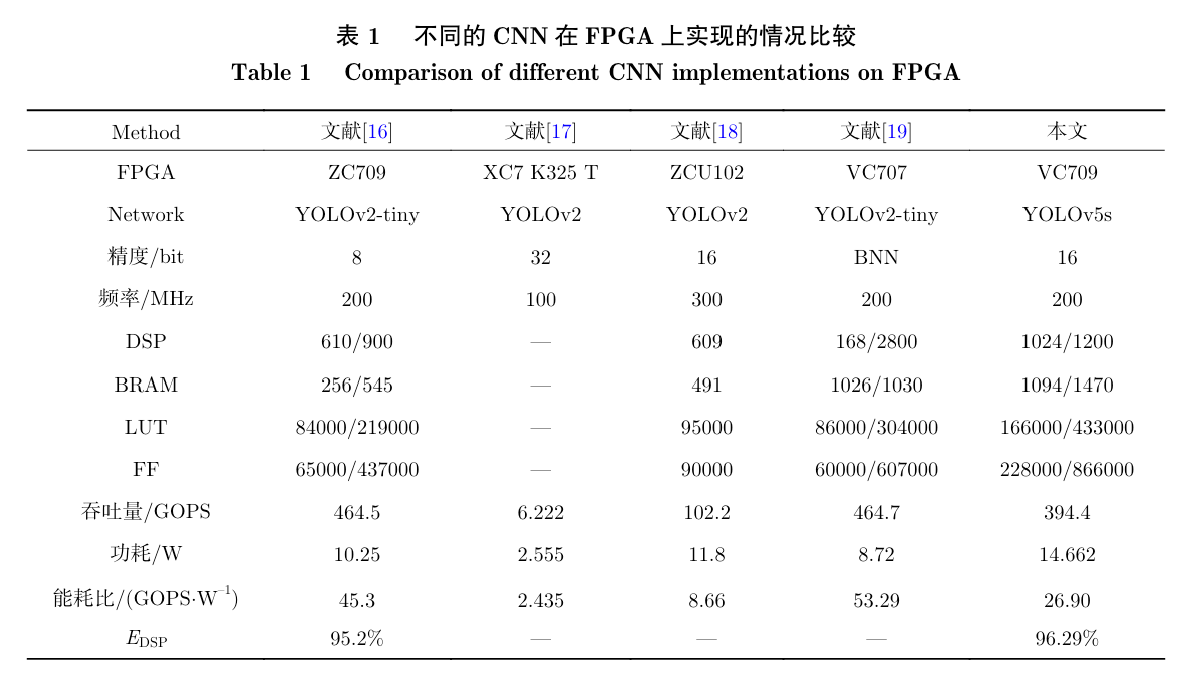 表 1 不同的 CNN 在 FPGA 上实现的情况比较
Table 1 Comparison of different CNN implementations on FPGA
Method 文献[16] 文献[17] 文献[18] 文献[19] 本文
FPGA ZC709 XC7 K325 T ZCU102 VC707 VC709
Network YOLOv2-tiny YOLOv2 YOLOv2 YOLOv2-tiny YOLOv5s
精度/bit 8 32 16 BNN 16
频率/MHz 200 100 300 200 200
DSP 610/900 — 609 168/2800 1024/1200
BRAM 256/545 — 491 1026/1030 1094/1470
LUT 84000/219000 — 95000 86000/304000 166000/433000
FF 65000/437000 — 90000 60000/607000 228000/866000
吞吐量/GOPS 464.5 6.222 102.2 464.7 394.4
功耗/W 10.25 2.555 11.8 8.72 14.662
能耗比/(GOPS·W⁻¹) 45.3 2.435 8.66 53.29 26.90
E_DSP 95.2% — — — 96.29%